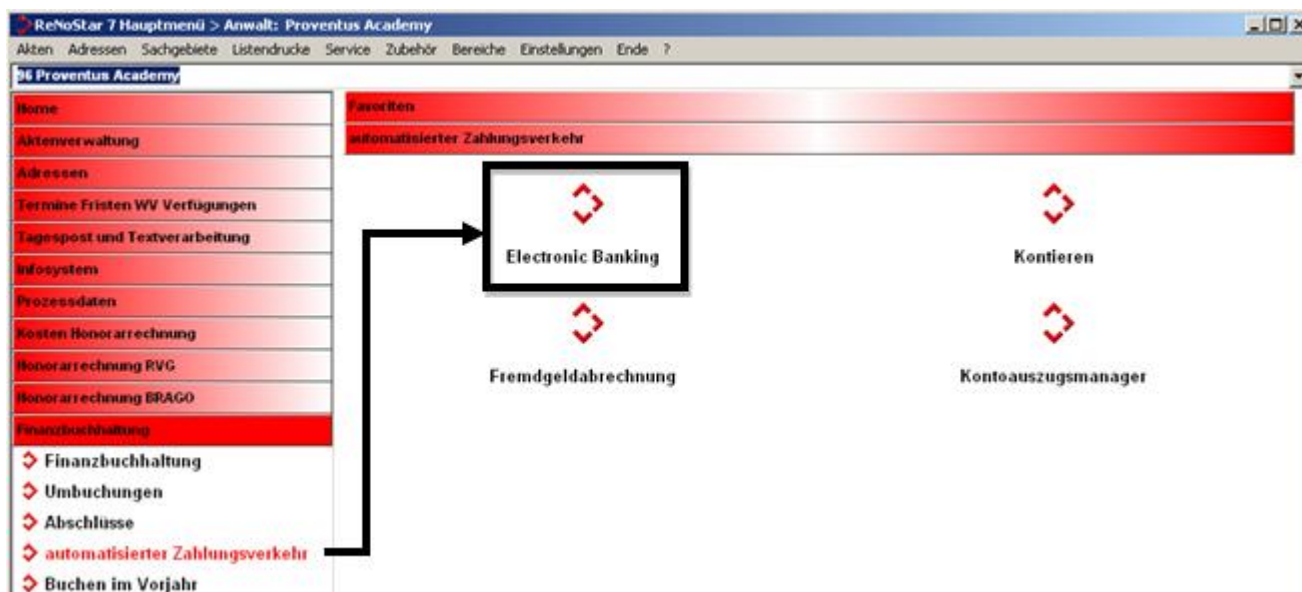 ReNoStar 7 Hauptmenü > Anwalt: Proventus Academy
Akten Adressen Sachgebiete Listendrucke Service Zubehör Bereiche Einstellungen Ende ?
96 Proventus Academy
Home
Aktenverwaltung
Adressen
Termine Fristen WV Verfügungen
Tagespost und Textverarbeitung
Infosystem
Prozessdaten
Kosten Honorarrechnung
Honorarrechnung RVG
Honorarrechnung BRAGO
Finanzbuchhaltung
Finanzbuchhaltung
Umbuchungen
Abschlüsse
automatisierter Zahlungsverkehr
Buchen im Vorjahr
Favoriten
automatisierter Zahlungsverkehr
Electronic Banking
Kontieren
Fremdgeldabrechnung
Kontoauszugsmanager